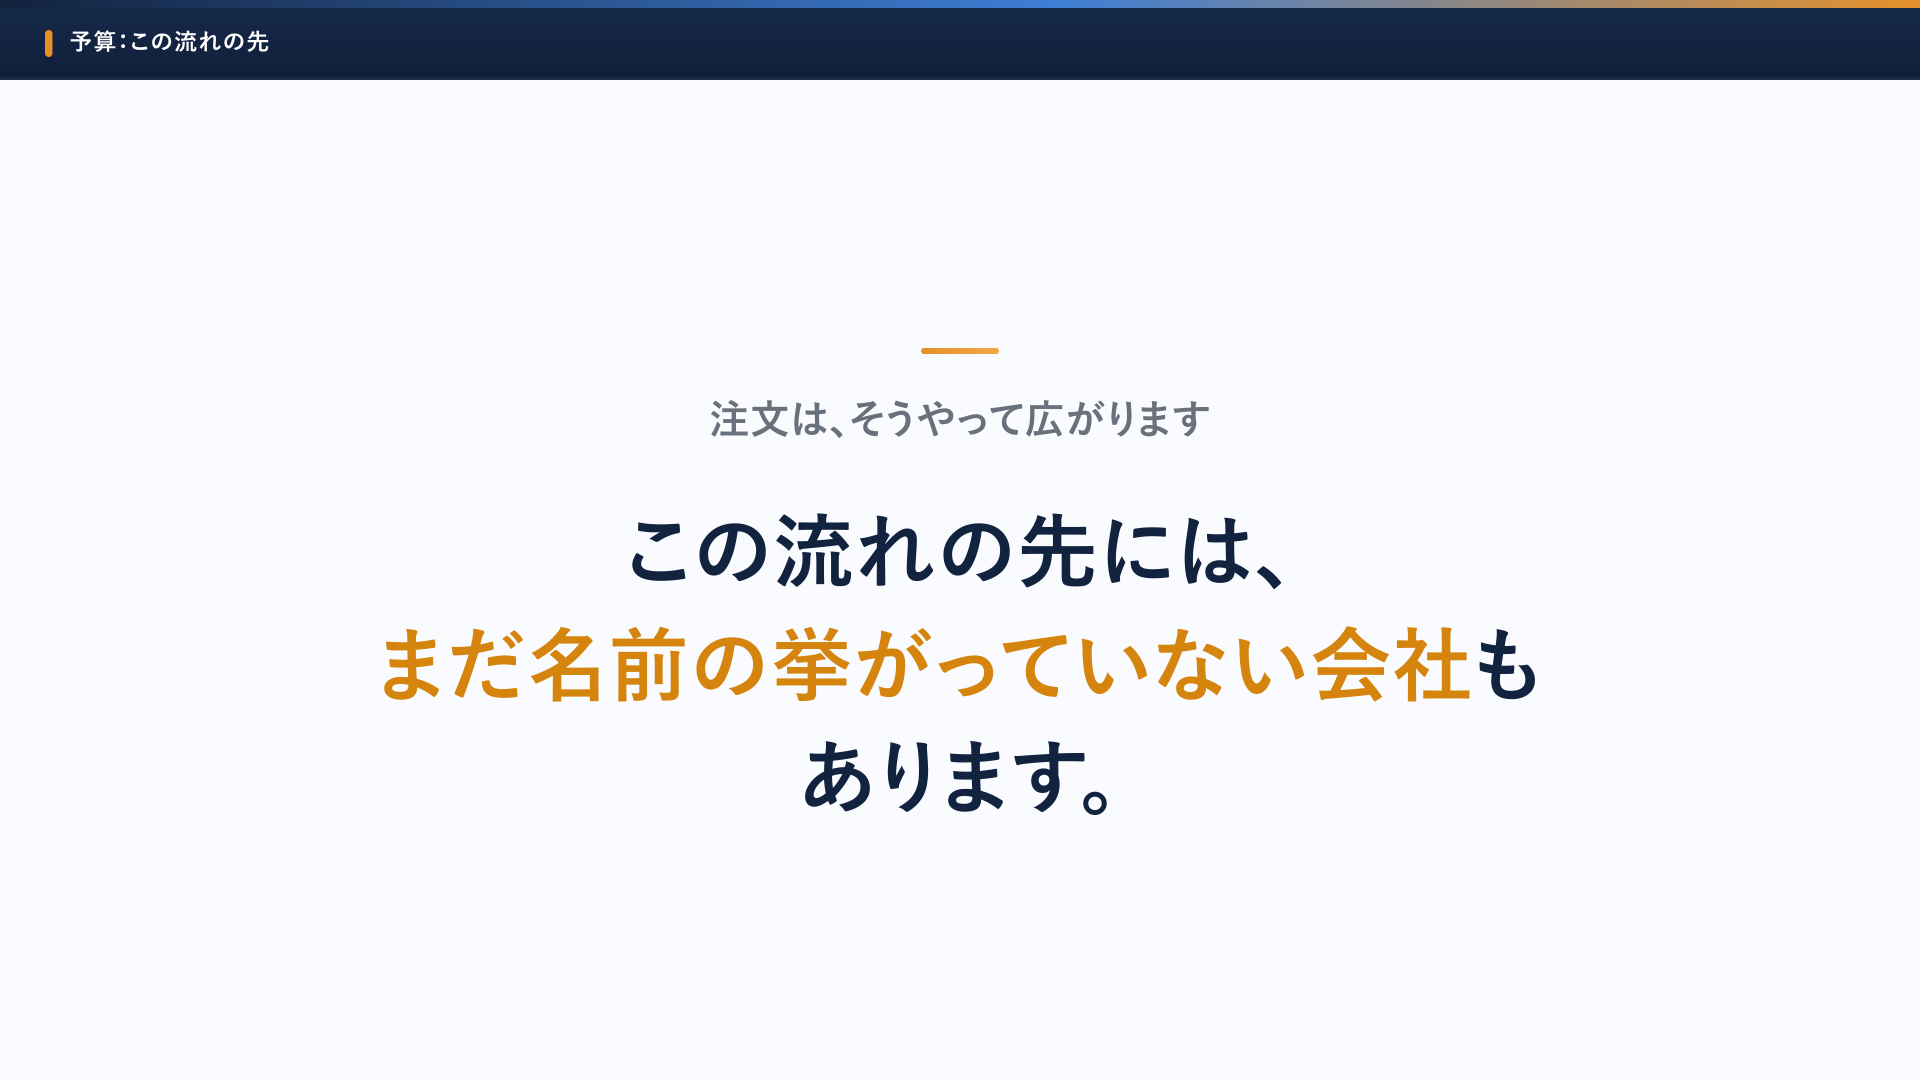 予算：この流れの先
注文は、そうやって広がります
この流れの先には、
まだ名前の挙がっていない会社も
あります。